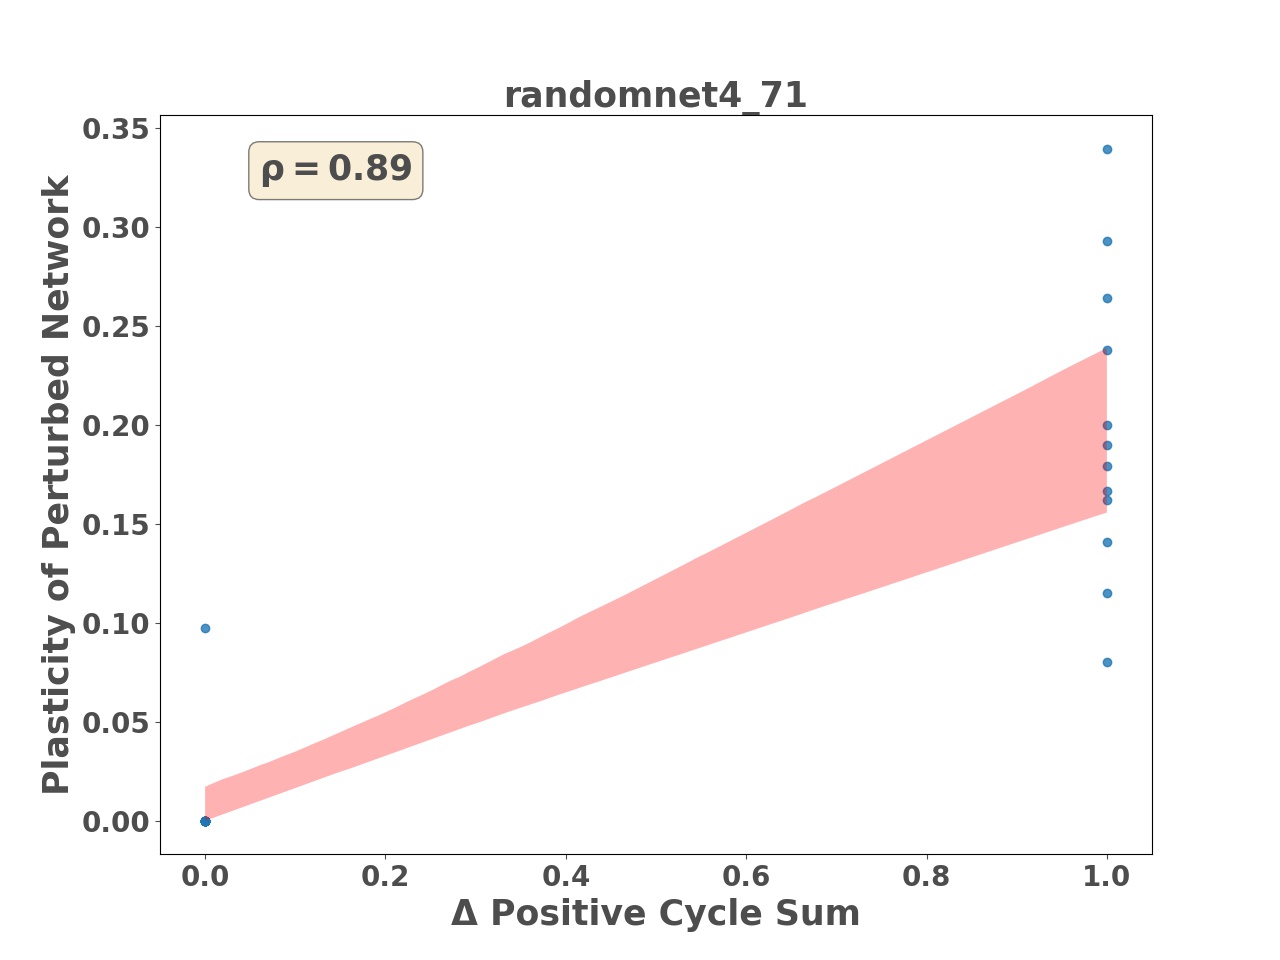 randomnet4_71
ρ = 0.89
Plasticity of Perturbed Network
0.35
0.30
0.25
0.20
0.15
0.10
0.05
0.00
0.0 0.2 0.4 0.6 0.8 1.0
Δ Positive Cycle Sum